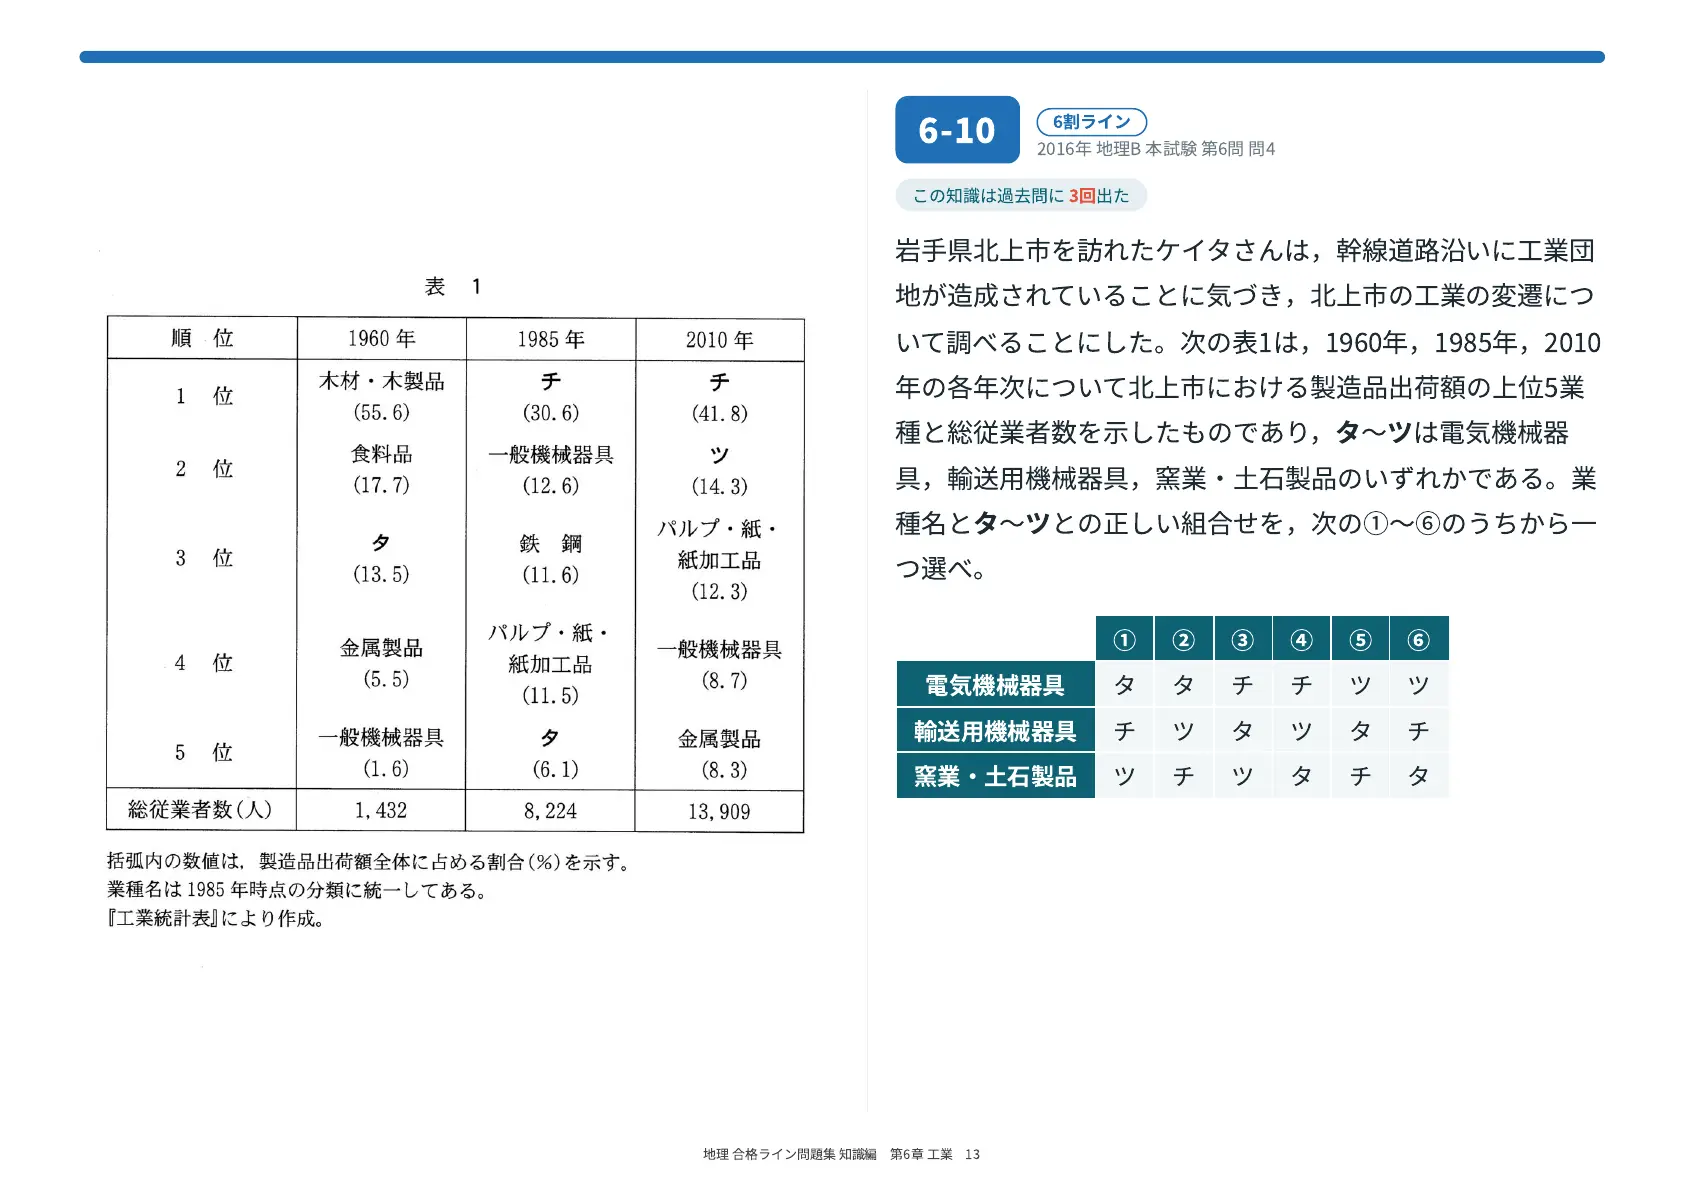 表 1
順 位 1960 年 1985 年 2010 年
1 位 木材・木製品 (55.6) チ (30.6) チ (41.8)
2 位 食料品 (17.7) 一般機械器具 (12.6) ツ (14.3)
3 位 タ (13.5) 鉄 鋼 (11.6) パルプ・紙・紙加工品 (12.3)
4 位 金属製品 (5.5) パルプ・紙・紙加工品 (11.5) 一般機械器具 (8.7)
5 位 一般機械器具 (1.6) タ (6.1) 金属製品 (8.3)
総従業者数(人) 1,432 8,224 13,909
括弧内の数値は，製造品出荷額全体に占める割合(%)を示す。
業種名は 1985 年時点の分類に統一してある。
『工業統計表』により作成。
6-10
6割ライン
2016年 地理B 本試験 第6問 問4
この知識は過去問に 3回出た
岩手県北上市を訪れたケイタさんは，幹線道路沿いに工業団
地が造成されていることに気づき，北上市の工業の変遷につ
いて調べることにした。次の表1は，1960年，1985年，2010
年の各年次について北上市における製造品出荷額の上位5業
種と総従業者数を示したものであり，タ～ツは電気機械器
具，輸送用機械器具，窯業・土石製品のいずれかである。業
種名とタ～ツとの正しい組合せを，次の①～⑥のうちから一
つ選べ。
① ② ③ ④ ⑤ ⑥
電気機械器具 タ タ チ チ ツ ツ
輸送用機械器具 チ ツ タ ツ タ チ
窯業・土石製品 ツ チ ツ タ チ タ
地理 合格ライン問題集 知識編 第6章 工業 13